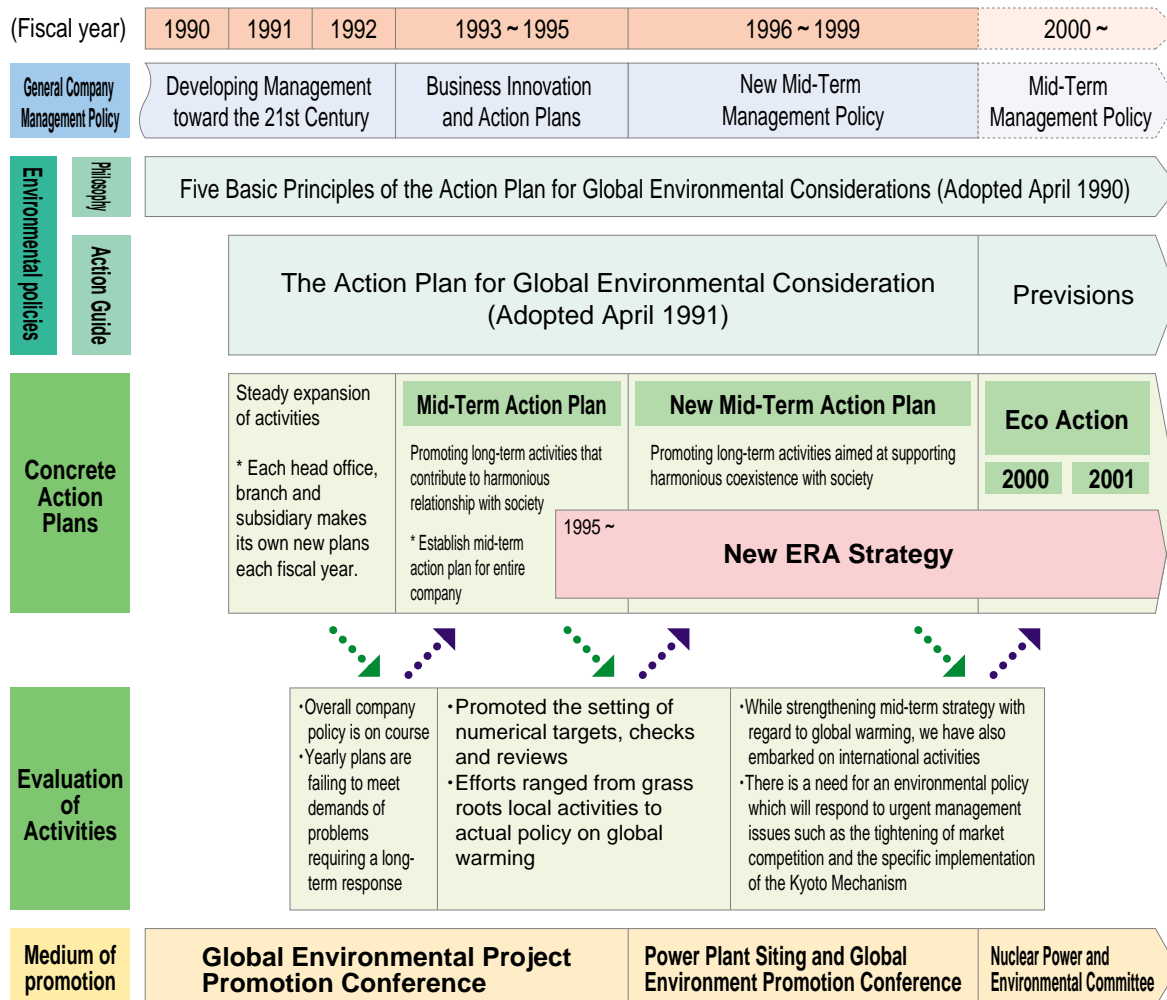 (Fiscal year)
1990
1991
1992
1993 ~ 1995
1996 ~ 1999
2000 ~
General Company
Management Policy
Developing Management
toward the 21st Century
Business Innovation
and Action Plans
New Mid-Term
Management Policy
Mid-Term
Management Policy
Environmental policies
Philosophy
Five Basic Principles of the Action Plan for Global Environmental Considerations (Adopted April 1990)
Action Guide
The Action Plan for Global Environmental Consideration
(Adopted April 1991)
Previsions
Concrete
Action
Plans
Steady expansion
of activities
* Each head office,
branch and
subsidiary makes
its own new plans
each fiscal year.
Mid-Term Action Plan
Promoting long-term activities that
contribute to harmonious
relationship with society
* Establish mid-term
action plan for entire
company
New Mid-Term Action Plan
Promoting long-term activities aimed at supporting
harmonious coexistence with society
Eco Action
2000
2001
1995 ~
New ERA Strategy
Evaluation
of
Activities
・Overall company
policy is on course
・Yearly plans are
failing to meet
demands of
problems
requiring a long-
term response
・Promoted the setting of
numerical targets, checks
and reviews
・Efforts ranged from grass
roots local activities to
actual policy on global
warming
・While strengthening mid-term strategy with
regard to global warming, we have also
embarked on international activities
・There is a need for an environmental policy
which will respond to urgent management
issues such as the tightening of market
competition and the specific implementation
of the Kyoto Mechanism
Medium of
promotion
Global Environmental Project
Promotion Conference
Power Plant Siting and Global
Environment Promotion Conference
Nuclear Power and
Environmental Committee